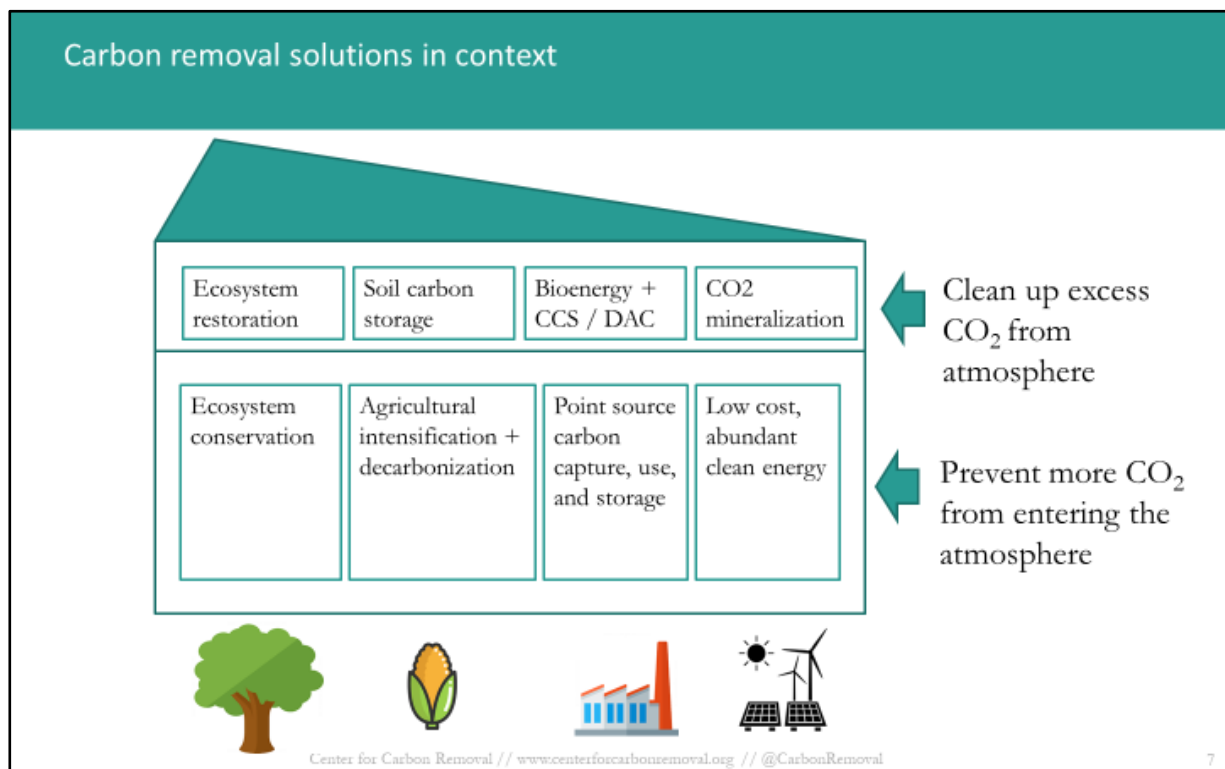 Carbon removal solutions in context
Ecosystem
restoration
Soil carbon
storage
Bioenergy +
CCS / DAC
CO2
mineralization
Clean up excess
CO₂ from
atmosphere
Ecosystem
conservation
Agricultural
intensification +
decarbonization
Point source
carbon
capture, use,
and storage
Low cost,
abundant
clean energy
Prevent more CO₂
from entering the
atmosphere
Center for Carbon Removal // www.centerforcarbonremoval.org // @CarbonRemoval
7